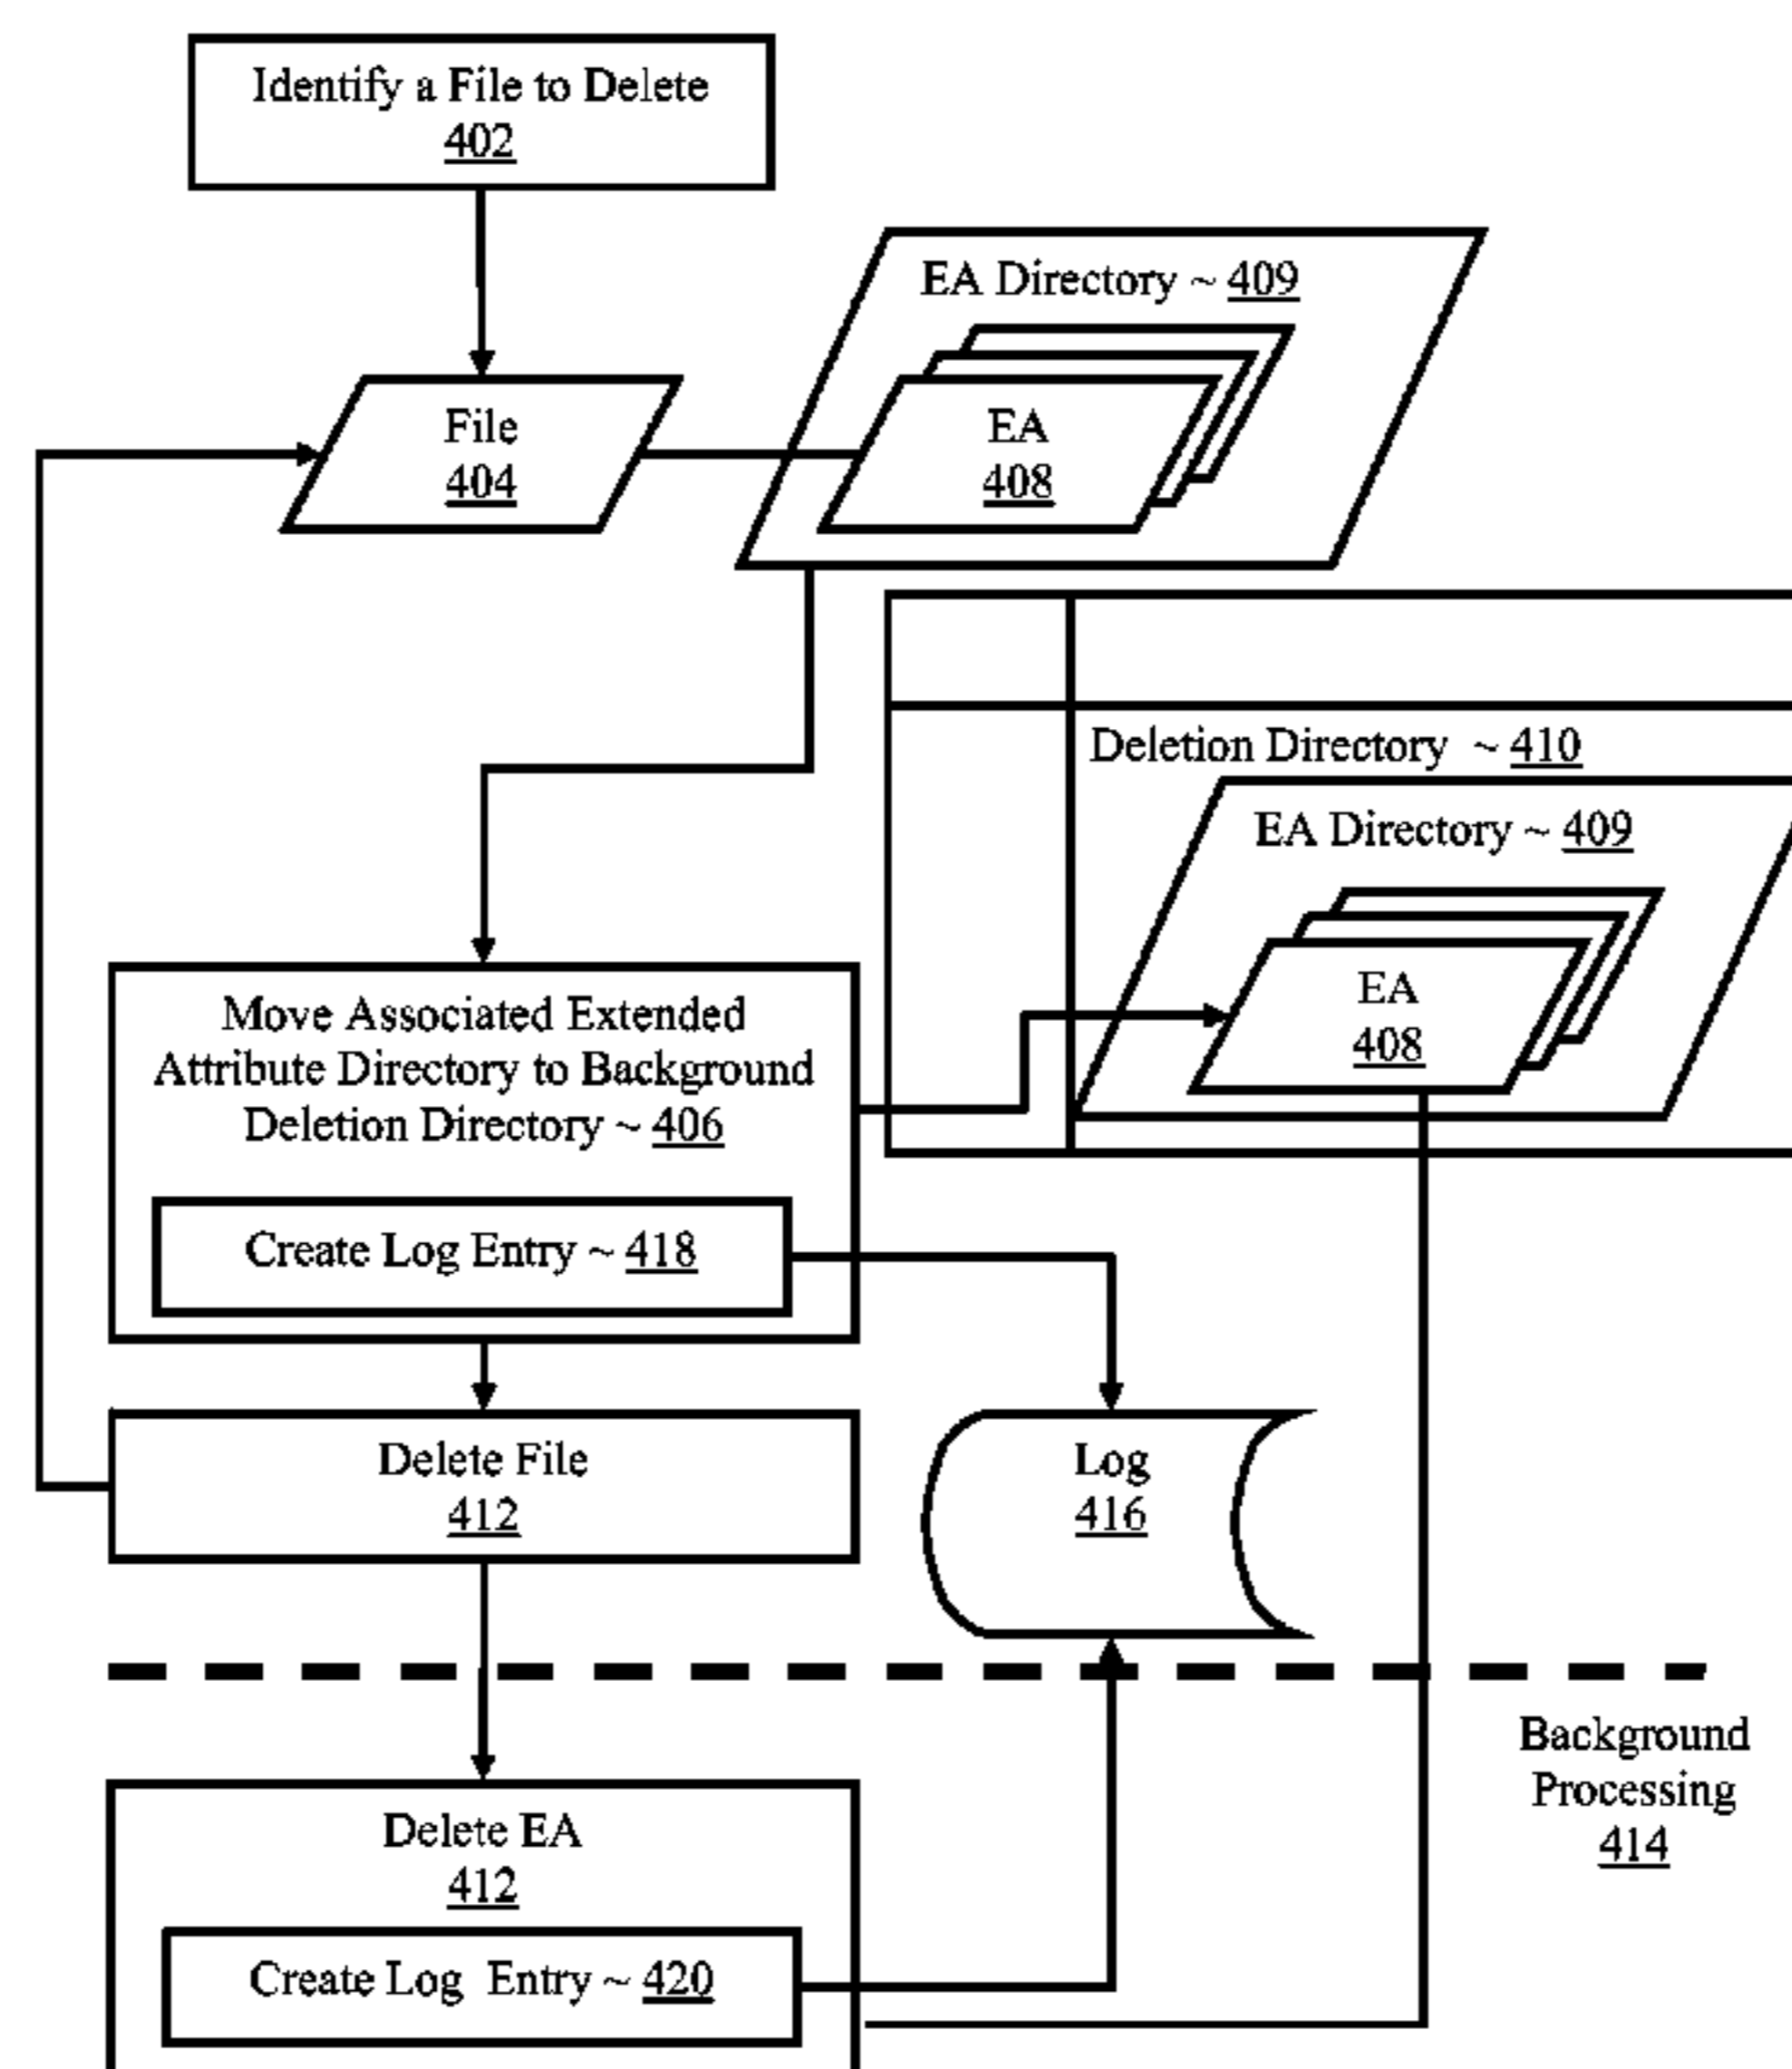 Identify a File to Delete
402
EA Directory ~ 409
File
404
EA
408
Deletion Directory ~ 410
EA Directory ~ 409
EA
408
Move Associated Extended
Attribute Directory to Background
Deletion Directory ~ 406
Create Log Entry ~ 418
Delete File
412
Log
416
Background
Processing
414
Delete EA
412
Create Log Entry ~ 420